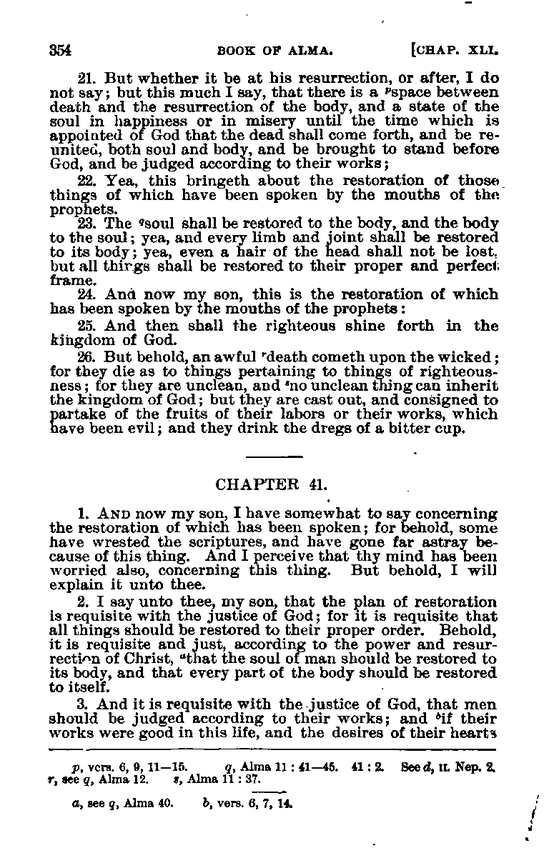 354 BOOK OF ALMA. [CHAP. XLI.
21. But whether it be at his resurrection, or after, I do
not say; but this much I say, that there is a ᵖspace between
death and the resurrection of the body, and a state of the
soul in happiness or in misery until the time which is
appointed of God that the dead shall come forth, and be re-
united, both soul and body, and be brought to stand before
God, and be judged according to their works;
22. Yea, this bringeth about the restoration of those
things of which have been spoken by the mouths of the
prophets.
23. The ᑫsoul shall be restored to the body, and the body
to the soul; yea, and every limb and joint shall be restored
to its body; yea, even a hair of the head shall not be lost,
but all things shall be restored to their proper and perfect
frame.
24. And now my son, this is the restoration of which
has been spoken by the mouths of the prophets:
25. And then shall the righteous shine forth in the
kingdom of God.
26. But behold, an awful ʳdeath cometh upon the wicked;
for they die as to things pertaining to things of righteous-
ness; for they are unclean, and ˢno unclean thing can inherit
the kingdom of God; but they are cast out, and consigned to
partake of the fruits of their labors or their works, which
have been evil; and they drink the dregs of a bitter cup.
CHAPTER 41.
1. AND now my son, I have somewhat to say concerning
the restoration of which has been spoken; for behold, some
have wrested the scriptures, and have gone far astray be-
cause of this thing. And I perceive that thy mind has been
worried also, concerning this thing. But behold, I will
explain it unto thee.
2. I say unto thee, my son, that the plan of restoration
is requisite with the justice of God; for it is requisite that
all things should be restored to their proper order. Behold,
it is requisite and just, according to the power and resur-
rection of Christ, ᵃthat the soul of man should be restored to
its body, and that every part of the body should be restored
to itself.
3. And it is requisite with the justice of God, that men
should be judged according to their works; and ᵇif their
works were good in this life, and the desires of their hearts
p, vers. 6, 9, 11—15. q, Alma 11 : 41—45. 41 : 2. See d, II. Nep. 2.
r, see q, Alma 12. s, Alma 11 : 37.
a, see q, Alma 40. b, vers. 6, 7, 14.